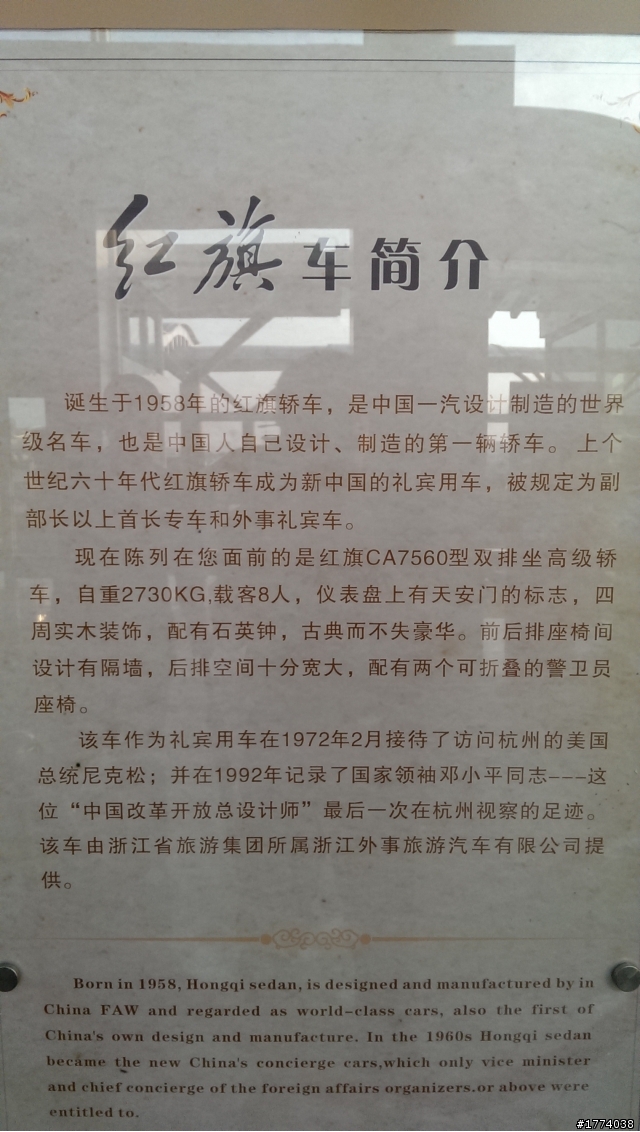 红旗车简介
诞生于1958年的红旗轿车，是中国一汽设计制造的世界
级名车，也是中国人自已设计、制造的第一辆轿车。上个
世纪六十年代红旗轿车成为新中国的礼宾用车，被规定为副
部长以上首长专车和外事礼宾车。
现在陈列在您面前的是红旗CA7560型双排坐高级轿
车，自重2730KG,载客8人，仪表盘上有天安门的标志，四
周实木装饰，配有石英钟，古典而不失豪华。前后排座椅间
设计有隔墙，后排空间十分宽大，配有两个可折叠的警卫员
座椅。
该车作为礼宾用车在1972年2月接待了访问杭州的美国
总统尼克松；并在1992年记录了国家领袖邓小平同志---这
位“中国改革开放总设计师”最后一次在杭州视察的足迹。
该车由浙江省旅游集团所属浙江外事旅游汽车有限公司提
供。
Born in 1958, Hongqi sedan, is designed and manufactured by in
China FAW and regarded as world-class cars, also the first of
China's own design and manufacture. In the 1960s Hongqi sedan
became the new China's concierge cars,which only vice minister
and chief concierge of the foreign affairs organizers.or above were
entitled to.
#1774038